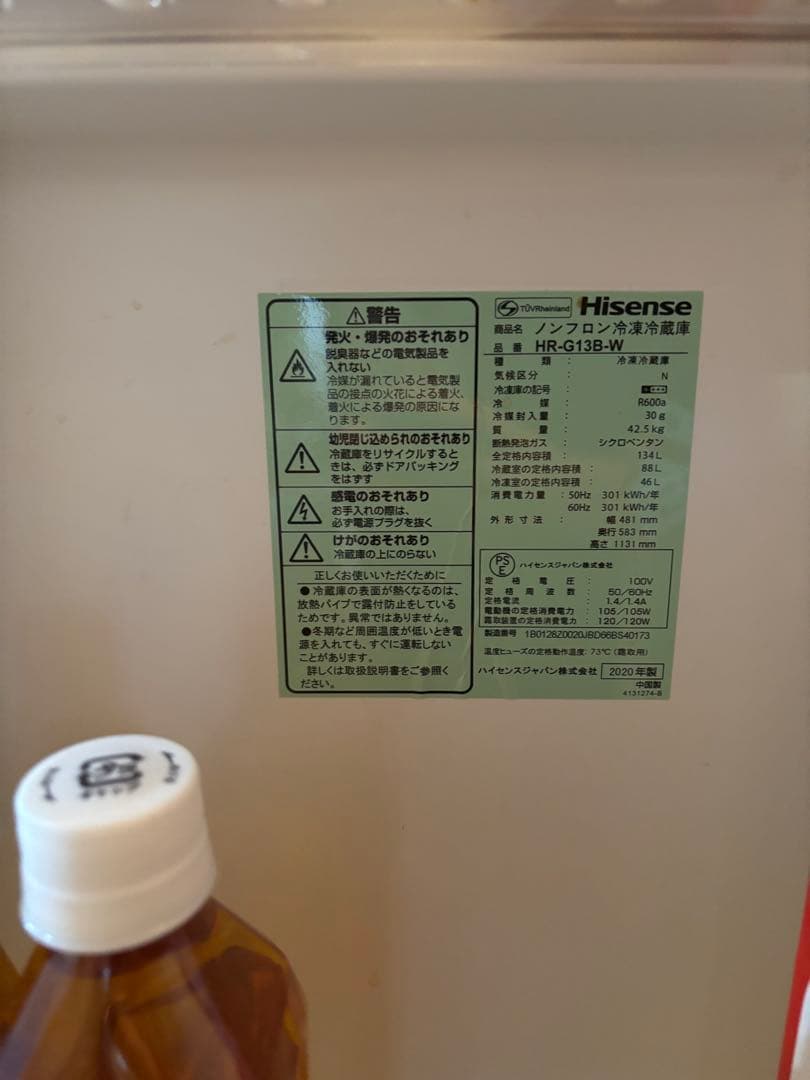 ⚠警告
発火・爆発のおそれあり
脱臭器などの電気製品を
入れない
冷媒が漏れていると電気製
品の接点の火花による着火、
着火による爆発の原因にな
ります。
幼児閉じ込められのおそれあり
冷蔵庫をリサイクルすると
きは、必ずドアパッキング
をはずす
感電のおそれあり
お手入れの際は、
必ず電源プラグを抜く
けがのおそれあり
冷蔵庫の上にのらない
正しくお使いいただくために
●冷蔵庫の表面が熱くなるのは、
放熱パイプで露付防止をしている
ためです。異常ではありません。
●冬期など周囲温度が低いとき電
源を入れても、すぐに運転しない
ことがあります。
詳しくは取扱説明書をご参照く
ださい。
TÜVRheinland Hisense
商品名 ノンフロン冷凍冷蔵庫
品番 HR-G13B-W
種類 : 冷凍冷蔵庫
気候区分 : N
冷凍庫の記号 :
冷媒 : R600a
冷媒封入量 : 30 g
質量 : 42.5 kg
断熱発泡ガス : シクロペンタン
全定格内容積 : 134 L
冷蔵室の定格内容積 : 88 L
冷凍室の定格内容積 : 46 L
消費電力量 : 50Hz 301 kWh/年
60Hz 301 kWh/年
外形寸法 : 幅 481 mm
奥行 583 mm
高さ 1131 mm
PSE ハイセンスジャパン株式会社
定格電圧 : 100V
定格周波数 : 50/60Hz
定格電流 : 1.4/1.4A
電動機の定格消費電力 : 105/105W
霜取装置の定格消費電力 : 120/120W
製造番号 1B0128Z0020JBD66BS40173
温度ヒューズの定格動作温度 : 73℃（霜取用）
ハイセンスジャパン株式会社 2020年製
中国製
4131274-B